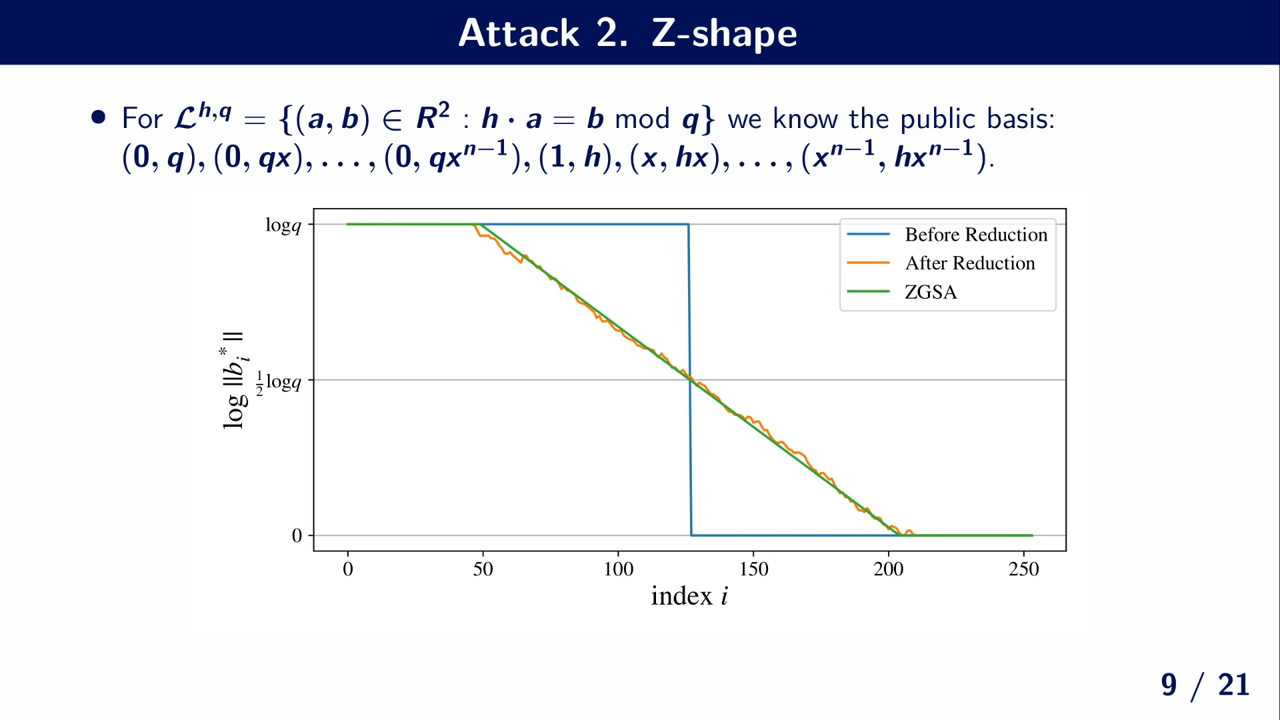 Attack 2. Z-shape
• For 𝓛^{h,q} = {(a, b) ∈ R² : h · a = b mod q} we know the public basis:
(0, q), (0, qx), . . . , (0, qx^{n−1}), (1, h), (x, hx), . . . , (x^{n−1}, hx^{n−1}).
logq
Before Reduction
After Reduction
ZGSA
log ||b_i^*||
½logq
0
0 50 100 150 200 250
index i
9 / 21